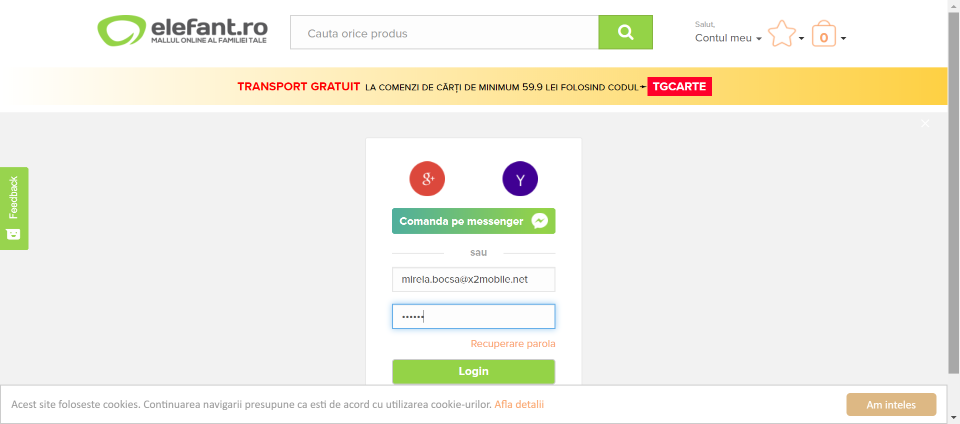 elefant.ro
MALLUL ONLINE AL FAMILIEI TALE
Cauta orice produs
Salut,
Contul meu
0
TRANSPORT GRATUIT LA COMENZI DE CĂRȚI DE MINIMUM 59.9 LEI FOLOSIND CODUL TGCARTE
Feedback
g+
Y
Comanda pe messenger
sau
mirela.bocsa@x2mobile.net
••••••
Recuperare parola
Login
Acest site foloseste cookies. Continuarea navigarii presupune ca esti de acord cu utilizarea cookie-urilor. Afla detalii
Am inteles